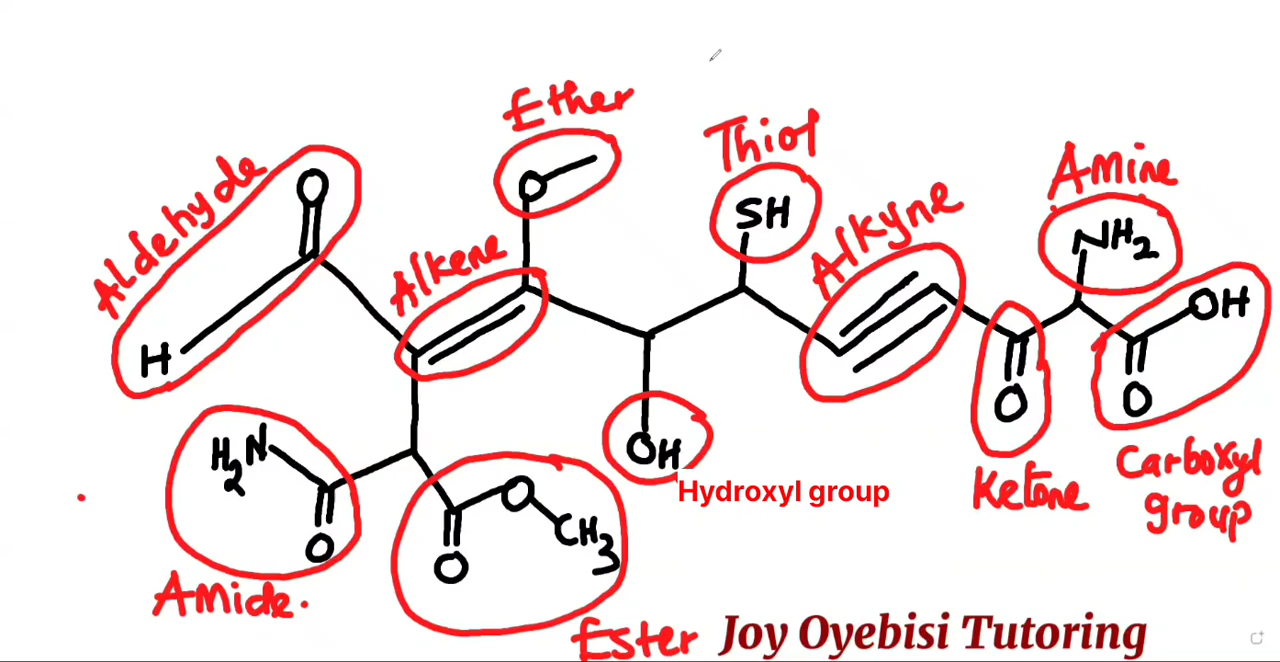 Ether
Thiol
Amine
Aldehyde
O
O
SH
Alkyne
NH2
Alkene
OH
H
O
O
H2N
OH
Carboxyl
group
Hydroxyl group
Ketone
O
CH3
O
O
Amide.
Ester
Joy Oyebisi Tutoring